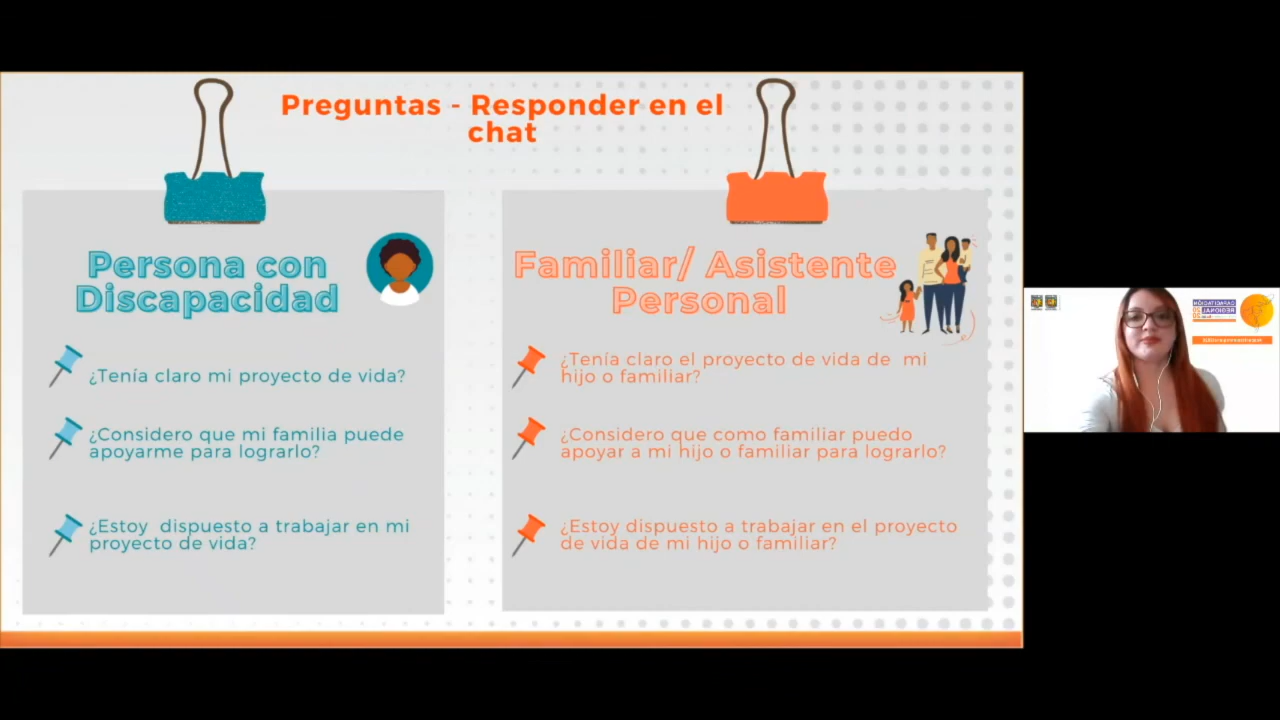 Preguntas - Responder en el
chat
Persona con
Discapacidad
¿Tenía claro mi proyecto de vida?
¿Considero que mi familia puede
apoyarme para lograrlo?
¿Estoy dispuesto a trabajar en mi
proyecto de vida?
Familiar/ Asistente
Personal
¿Tenía claro el proyecto de vida de mi
hijo o familiar?
¿Considero que como familiar puedo
apoyar a mi hijo o familiar para lograrlo?
¿Estoy dispuesto a trabajar en el proyecto
de vida de mi hijo o familiar?
CAPACITACIÓN
REGIONAL